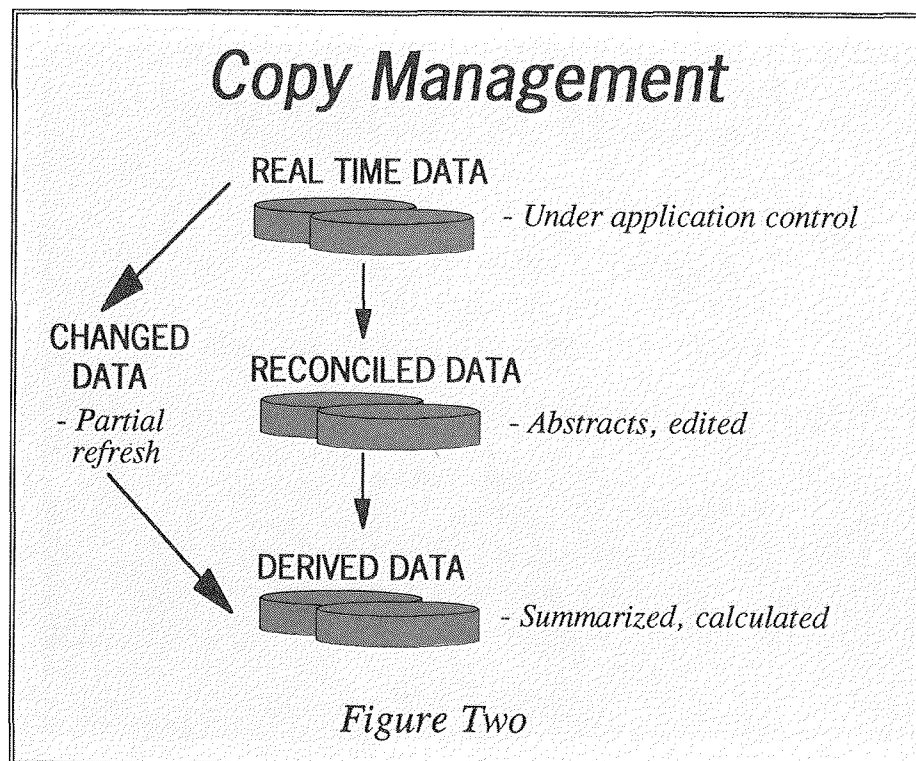 Copy Management
REAL TIME DATA
- Under application control
CHANGED
DATA
- Partial
refresh
RECONCILED DATA
- Abstracts, edited
DERIVED DATA
- Summarized, calculated
Figure Two